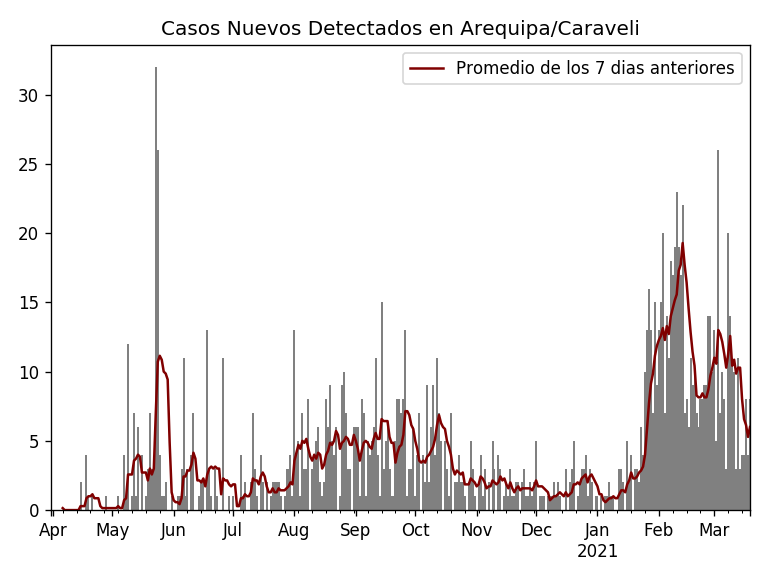 Casos Nuevos Detectados en Arequipa/Caraveli
Promedio de los 7 dias anteriores
30
25
20
15
10
5
0
Apr May Jun Jul Aug Sep Oct Nov Dec Jan Feb Mar
2021